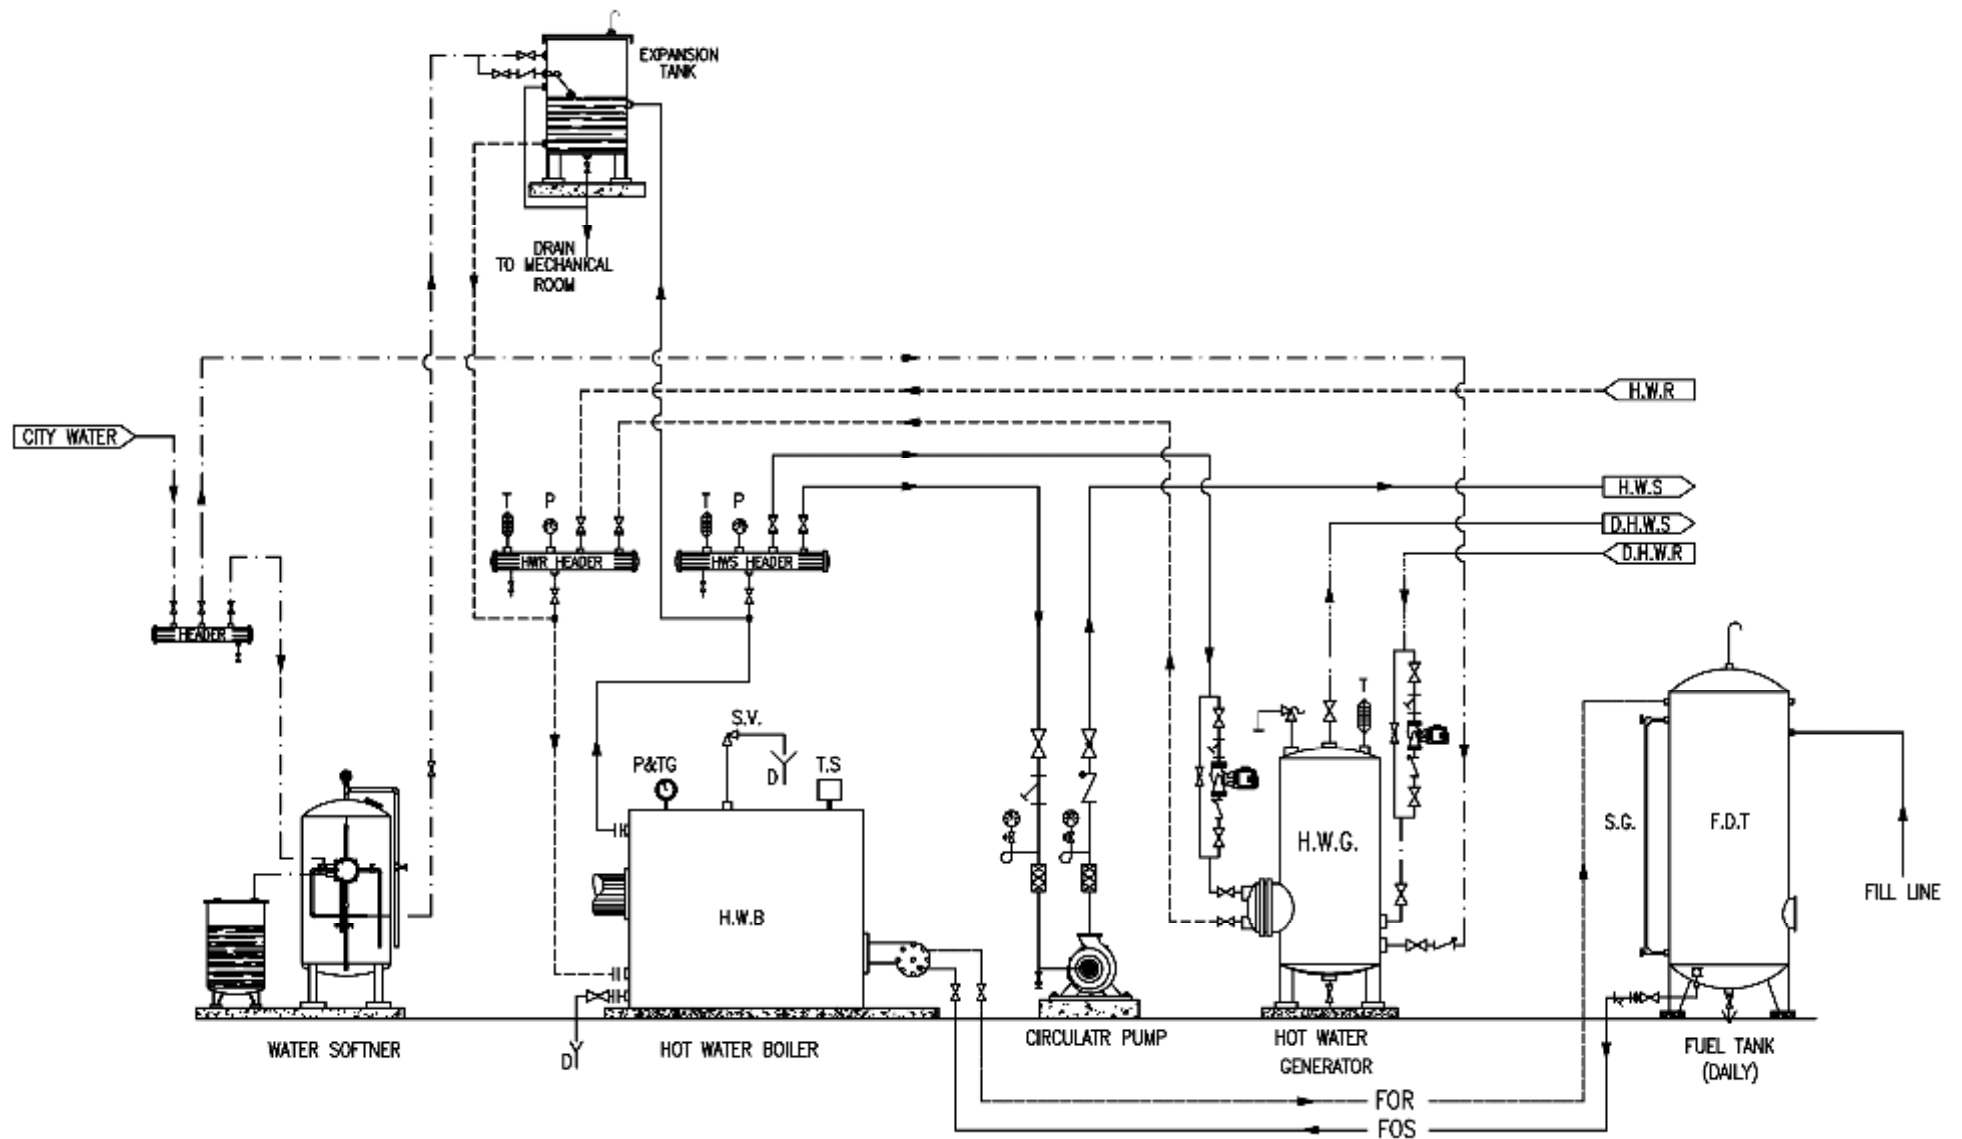 EXPANSION
TANK
DRAIN
TO MECHANICAL
ROOM
H.W.R
CITY WATER
H.W.S
D.H.W.S
D.H.W.R
T
P
T
P
HWR HEADER
HWS HEADER
HEADER
T
S.V.
P&TG
D
T.S
S.G.
F.D.T
H.W.G.
FILL LINE
H.W.B
WATER SOFTNER
HOT WATER BOILER
D
CIRCULATR PUMP
HOT WATER
GENERATOR
FUEL TANK
(DAILY)
FOR
FOS